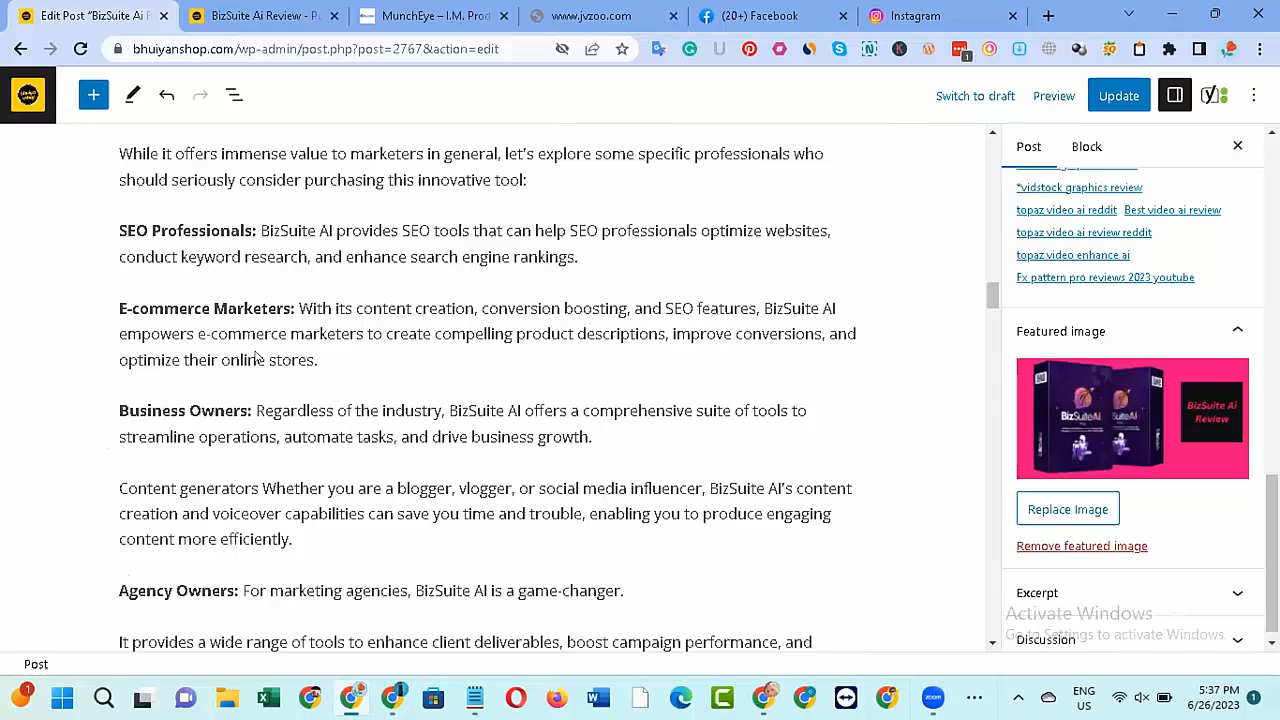 Edit Post "BizSuite Ai F
BizSuite Ai Review - P
MunchEye – I.M. Prod
www.jvzoo.com
(20+) Facebook
Instagram
bhuiyanshop.com/wp-admin/post.php?post=2767&action=edit
1
Switch to draft
Preview
Update
While it offers immense value to marketers in general, let's explore some specific professionals who
should seriously consider purchasing this innovative tool:
SEO Professionals: BizSuite AI provides SEO tools that can help SEO professionals optimize websites,
conduct keyword research, and enhance search engine rankings.
E-commerce Marketers: With its content creation, conversion boosting, and SEO features, BizSuite AI
empowers e-commerce marketers to create compelling product descriptions, improve conversions, and
optimize their online stores.
Business Owners: Regardless of the industry, BizSuite AI offers a comprehensive suite of tools to
streamline operations, automate tasks, and drive business growth.
Content generators Whether you are a blogger, vlogger, or social media influencer, BizSuite AI's content
creation and voiceover capabilities can save you time and trouble, enabling you to produce engaging
content more efficiently.
Agency Owners: For marketing agencies, BizSuite AI is a game-changer.
It provides a wide range of tools to enhance client deliverables, boost campaign performance, and
Post
Block
*vidstock graphics review
topaz video ai reddit Best video ai review
topaz video ai review reddit
topaz video enhance ai
Fx pattern pro reviews 2023 youtube
Featured image
BizSuiteAi
SuiteAi
BizSuite Ai
Review
Replace Image
Remove featured image
Excerpt
Discussion
Activate Windows
Go to Settings to activate Windows.
Post
1
zoom
ENG
US
5:37 PM
6/26/2023
1